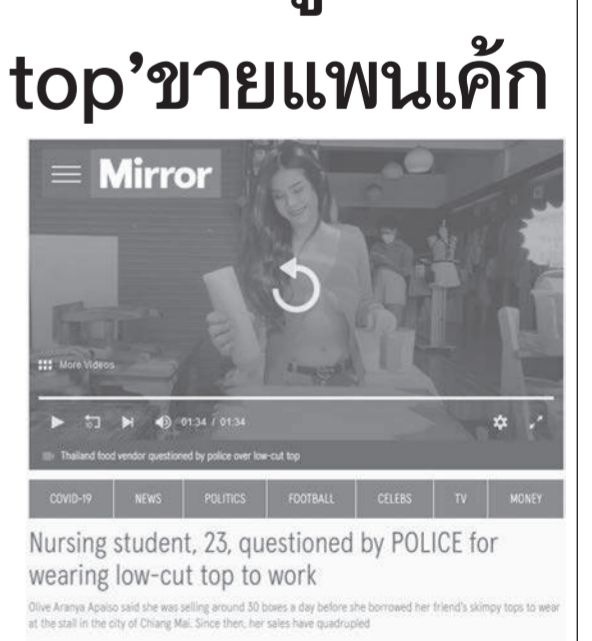 top’ขายแพนเค้ก
Mirror
More Videos
01:34 / 01:34
Thailand food vendor questioned by police over low-cut top
COVID-19 NEWS POLITICS FOOTBALL CELEBS TV MONEY
Nursing student, 23, questioned by POLICE for
wearing low-cut top to work
Olive Aranya Apaiso said she was selling around 30 boxes a day before she borrowed her friend's skimpy tops to wear
at the stall in the city of Chiang Mai. Since then, her sales have quadrupled